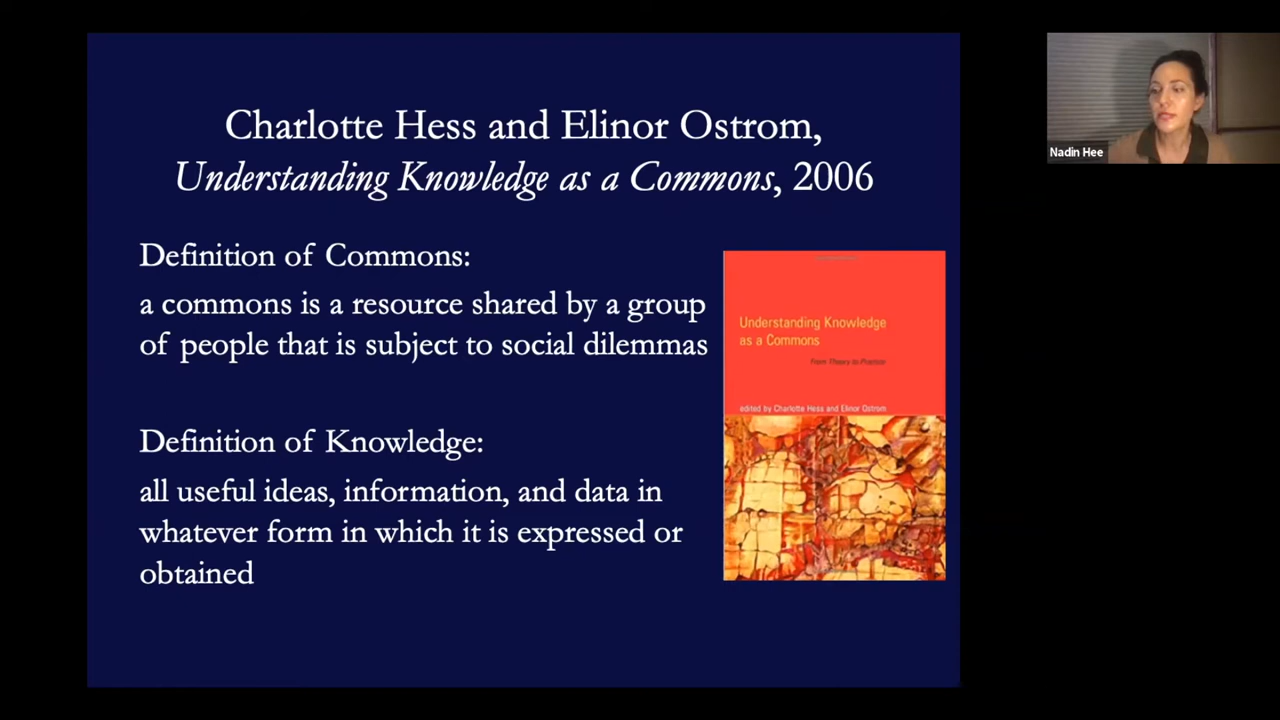 Charlotte Hess and Elinor Ostrom,
Understanding Knowledge as a Commons, 2006
Definition of Commons:
a commons is a resource shared by a group
of people that is subject to social dilemmas
Definition of Knowledge:
all useful ideas, information, and data in
whatever form in which it is expressed or
obtained
Understanding Knowledge
as a Commons
From Theory to Practice
edited by Charlotte Hess and Elinor Ostrom
Nadin Hee